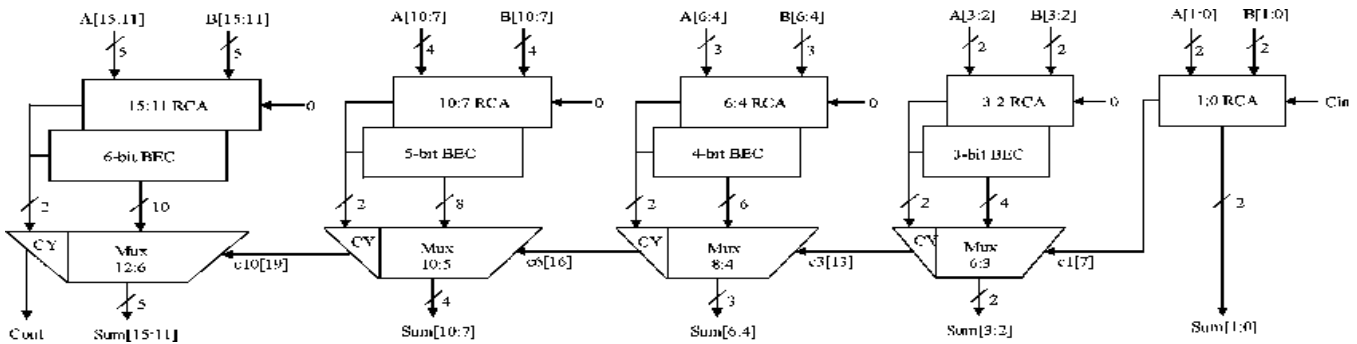 A[15:11] B[15:11] A[10:7] B[10:7] A[6:4] B[6:4] A[3:2] B[3:2] A[1:0] B[1:0]
5 5 4 4 3 3 2 2 2 2
15:11 RCA 0 10:7 RCA 0 6:4 RCA 0 3:2 RCA 0 1:0 RCA Cin
6-bit BEC 5-bit BEC 4-bit BEC 3-bit BEC
2 10 2 8 2 6 2 4 2
CY Mux CY Mux CY Mux CY Mux
12:6 c10[19] 10:5 c6[16] 8:4 c3[13] 6:3 c1[7]
5 4 3 2
Cout Sum[15:11] Sum[10:7] Sum[6:4] Sum[3:2] Sum[1:0]